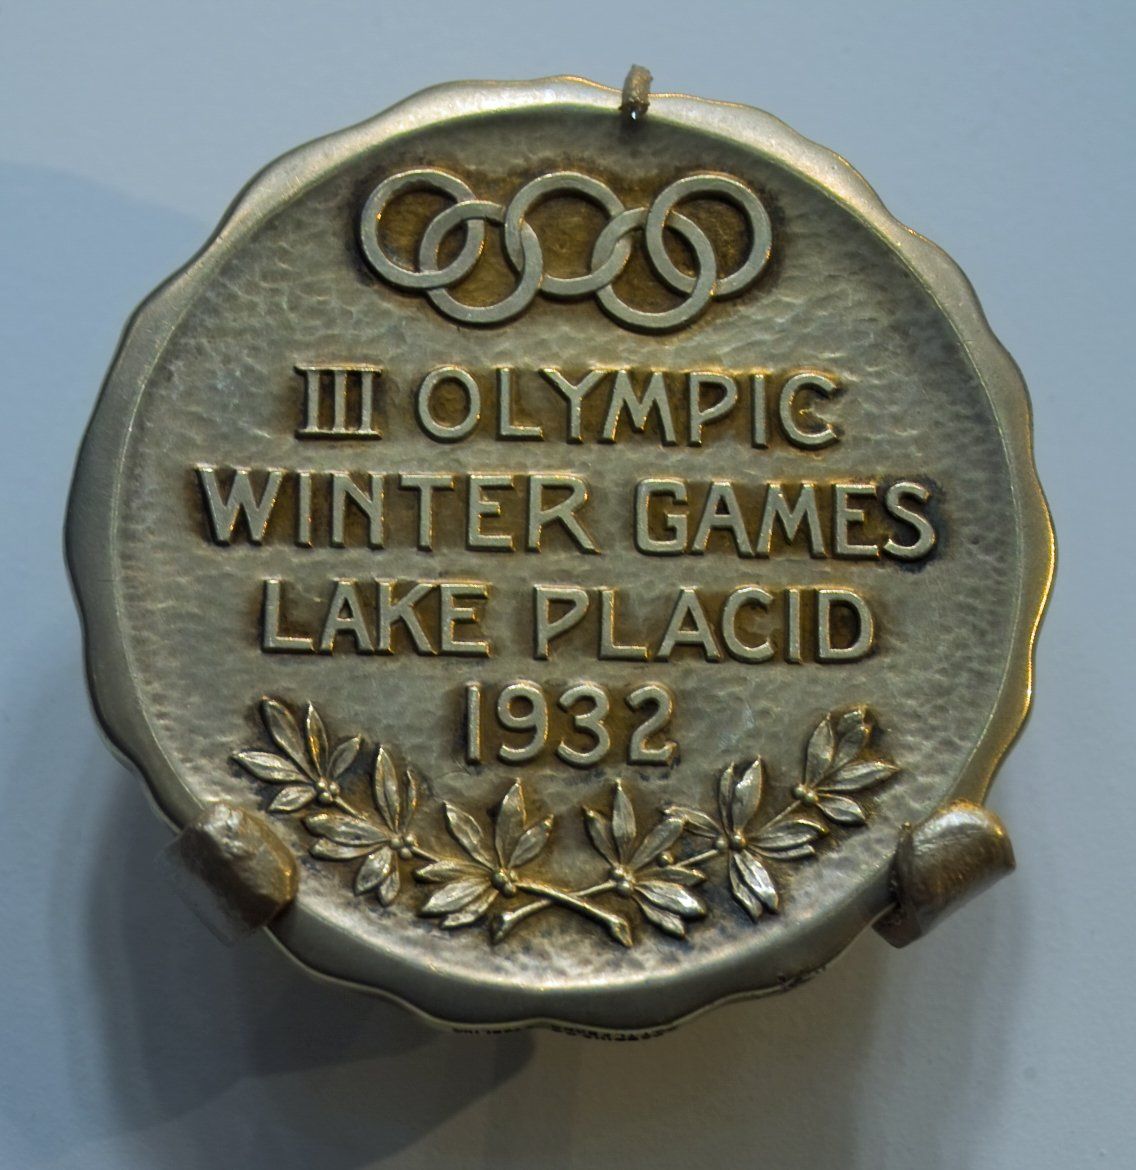 III OLYMPIC
WINTER GAMES
LAKE PLACID
1932